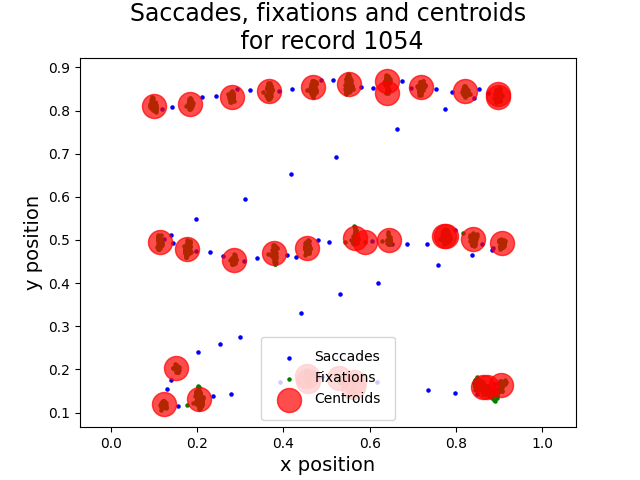 Saccades, fixations and centroids
for record 1054
y position
0.9
0.8
0.7
0.6
0.5
0.4
0.3
0.2
0.1
Saccades
Fixations
Centroids
0.0 0.2 0.4 0.6 0.8 1.0
x position